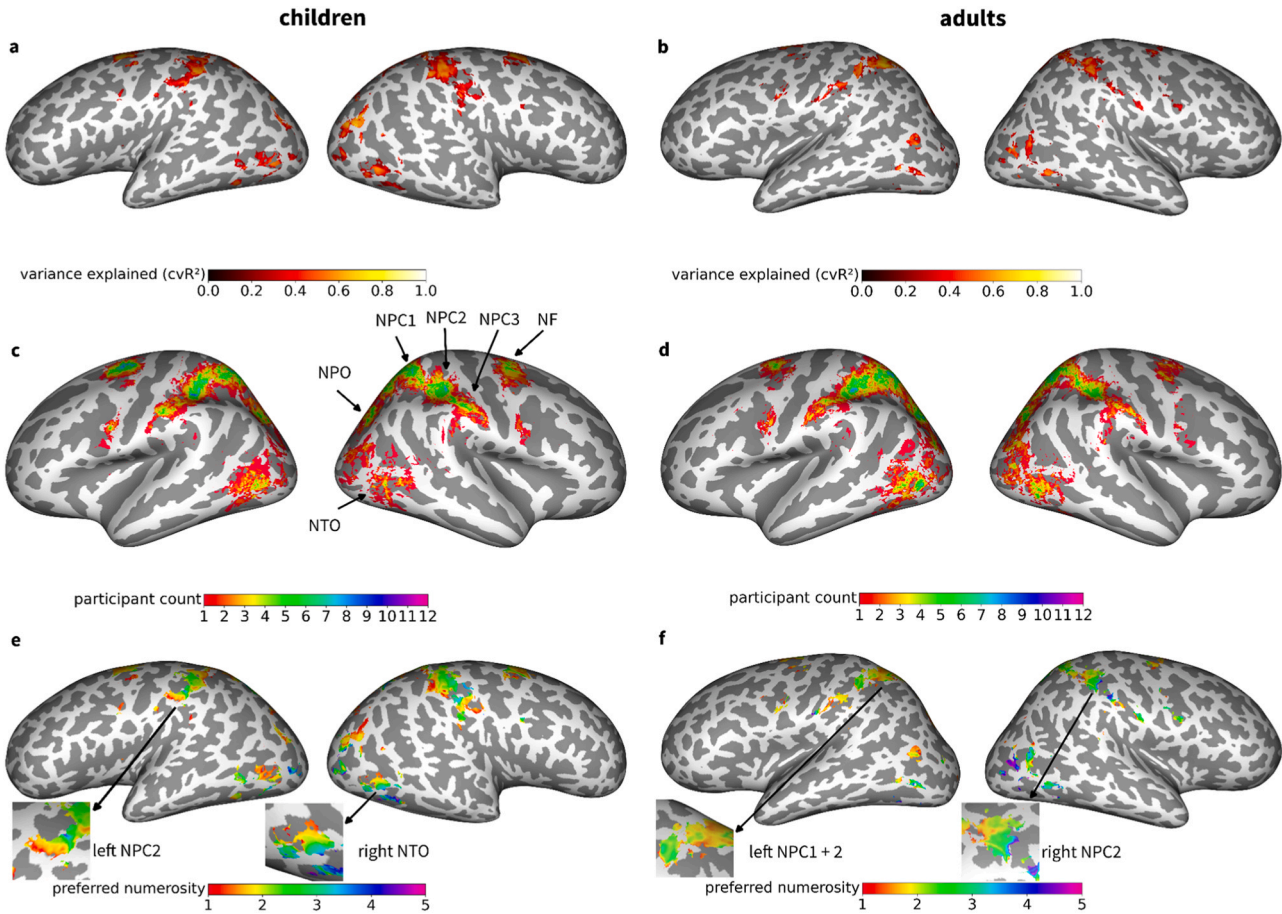 children
adults
a
b
variance explained (cvR²)
0.0 0.2 0.4 0.6 0.8 1.0
variance explained (cvR²)
0.0 0.2 0.4 0.6 0.8 1.0
c
NPC1
NPC2
NPC3
NF
NPO
NTO
d
participant count
1 2 3 4 5 6 7 8 9 10 11 12
participant count
1 2 3 4 5 6 7 8 9 10 11 12
e
left NPC2
right NTO
preferred numerosity
1 2 3 4 5
f
left NPC1 + 2
right NPC2
preferred numerosity
1 2 3 4 5